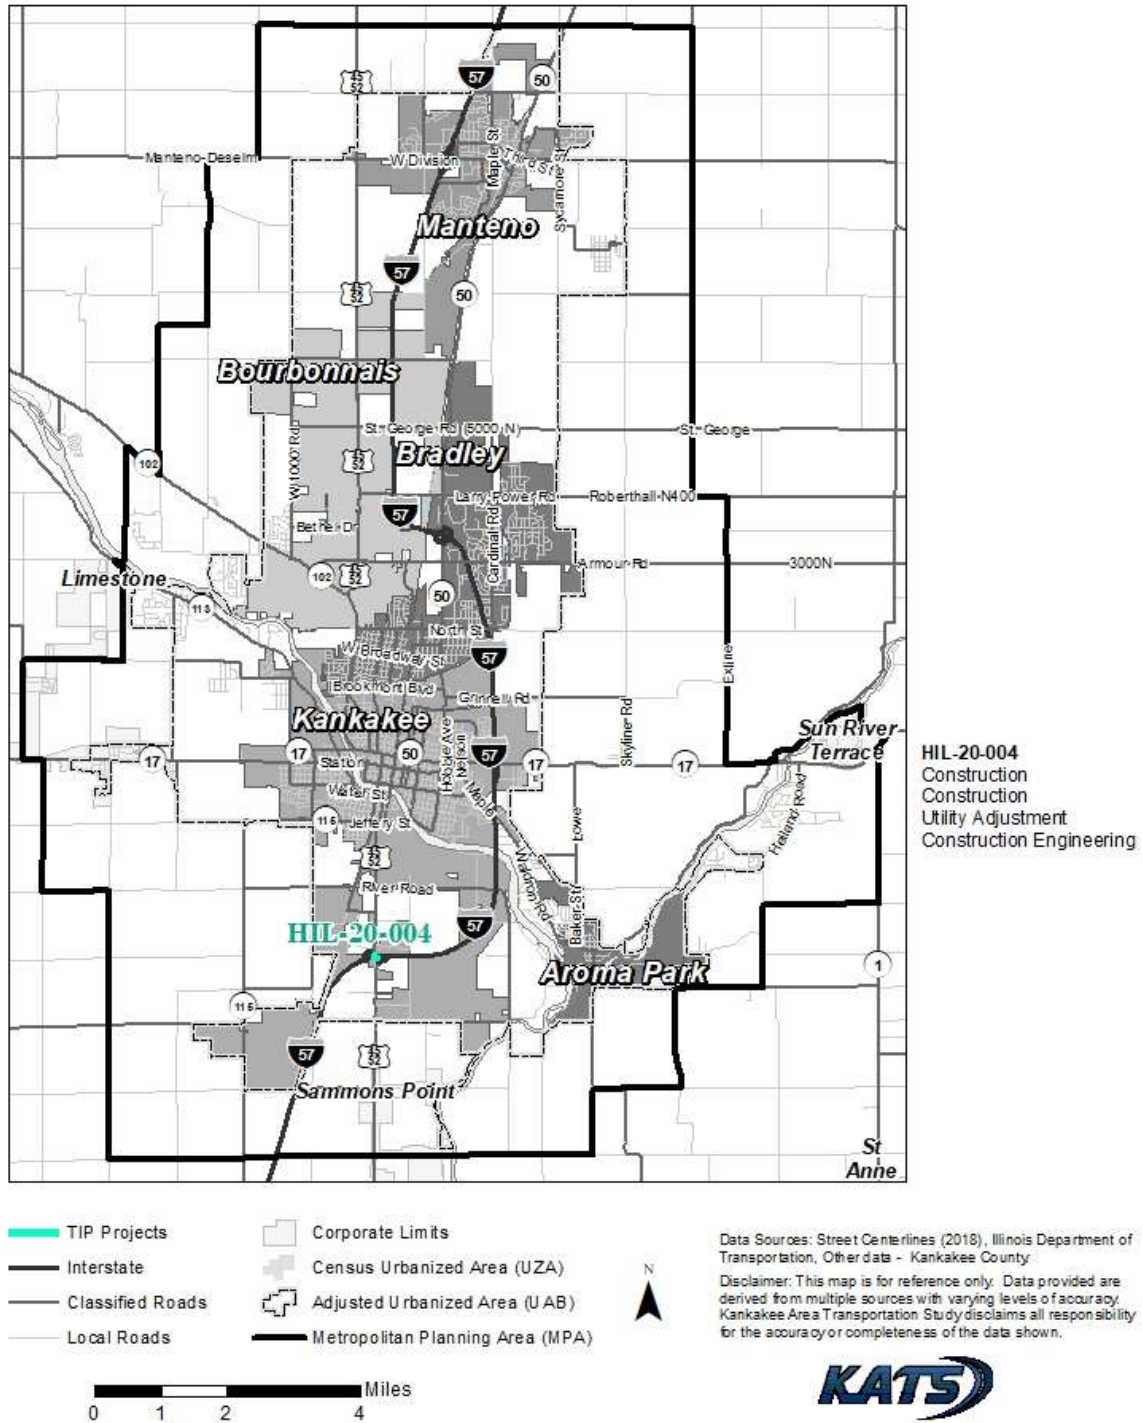 57
50
45
52
Manteno-Deselm
W Division
Maple St
Third St
Sycamore St
Manteno
57
45
52
50
Bourbonnais
W 1000 Rd
St. George Rd (5000 N)
St. George
Bradley
45
52
102
Larry Power Rd
Roberthall-N400
57
Bethel Dr
Cardinal Rd
Armour Rd
3000N
Limestone
102
45
52
50
113
North St
W Broadway St
57
Brookmont Blvd
Grinnell Rd
Exline
Kankakee
Skyliner Rd
Sun River
Terrace
17
17
Station
50
Hobbie Ave
Nelson
57
17
17
Water St
Maple
Lowe
Heiland Road
115
Jeffery St
45
52
River Road
Waldron Rd
Baker St
HIL-20-004
57
Aroma Park
1
115
57
45
52
Sammons Point
St
Anne
HIL-20-004
Construction
Construction
Utility Adjustment
Construction Engineering
TIP Projects
Interstate
Classified Roads
Local Roads
Corporate Limits
Census Urbanized Area (UZA)
Adjusted Urbanized Area (UAB)
Metropolitan Planning Area (MPA)
N
Data Sources: Street Centerlines (2018), Illinois Department of
Transportation, Other data - Kankakee County
Disclaimer: This map is for reference only. Data provided are
derived from multiple sources with varying levels of accuracy.
Kankakee Area Transportation Study disclaims all responsibility
for the accuracy or completeness of the data shown.
Miles
0 1 2 4
KATS